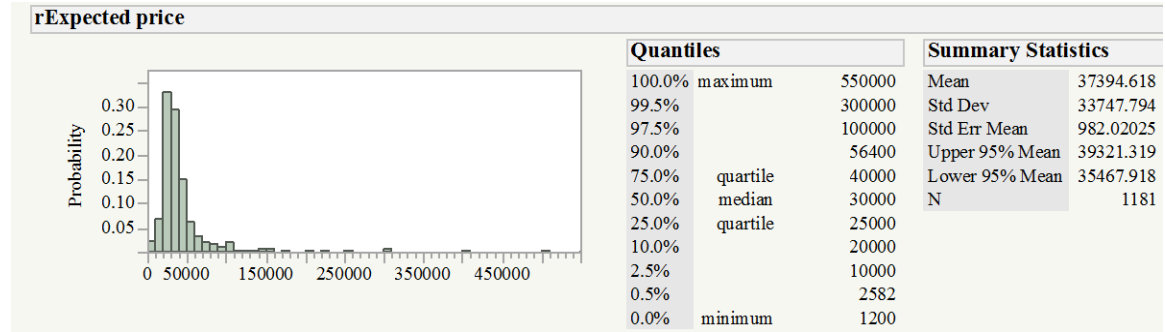 rExpected price
Probability
0.30
0.25
0.20
0.15
0.10
0.05
0 50000 150000 250000 350000 450000
Quantiles
100.0% maximum 550000
99.5% 300000
97.5% 100000
90.0% 56400
75.0% quartile 40000
50.0% median 30000
25.0% quartile 25000
10.0% 20000
2.5% 10000
0.5% 2582
0.0% minimum 1200
Summary Statistics
Mean 37394.618
Std Dev 33747.794
Std Err Mean 982.02025
Upper 95% Mean 39321.319
Lower 95% Mean 35467.918
N 1181